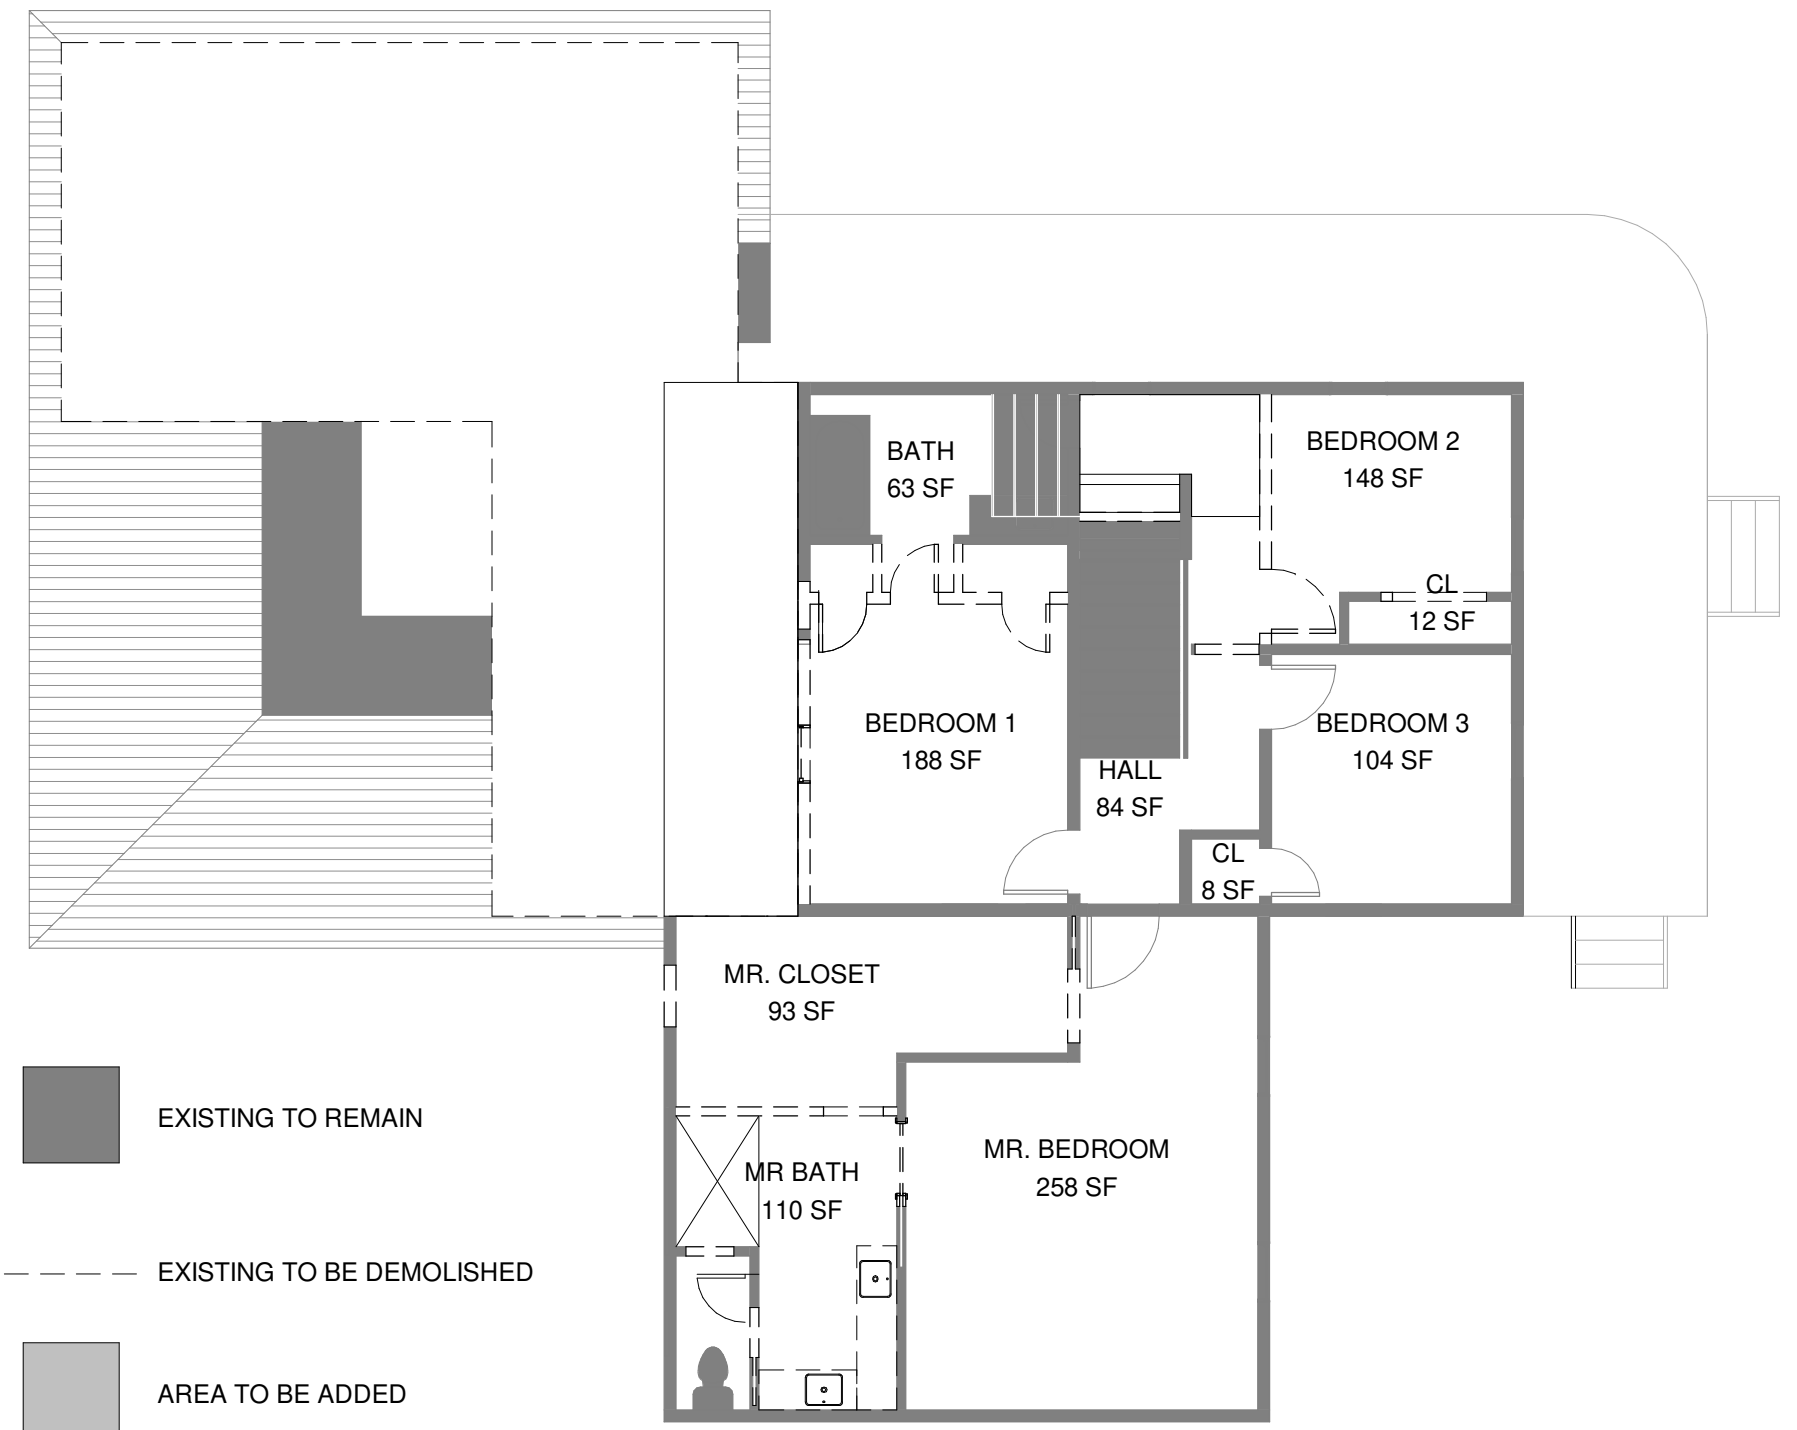 BATH
63 SF
BEDROOM 2
148 SF
CL
12 SF
BEDROOM 1
188 SF
BEDROOM 3
104 SF
HALL
84 SF
CL
8 SF
MR. CLOSET
93 SF
MR. BEDROOM
258 SF
MR BATH
110 SF
EXISTING TO REMAIN
EXISTING TO BE DEMOLISHED
AREA TO BE ADDED